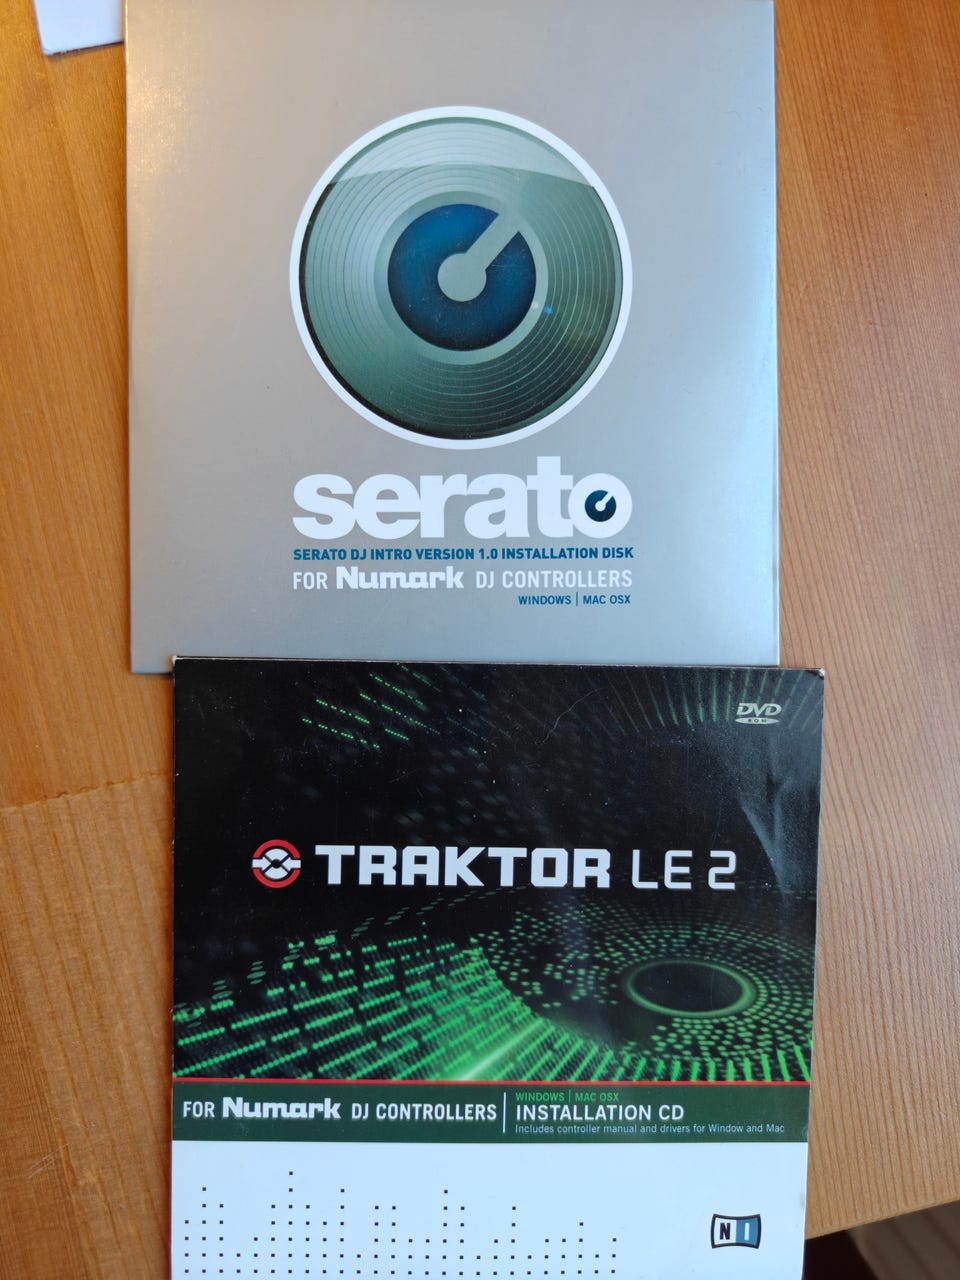 serato
SERATO DJ INTRO VERSION 1.0 INSTALLATION DISK
FOR Numark DJ CONTROLLERS
WINDOWS | MAC OSX
DVD
ROM
TRAKTOR LE 2
FOR Numark DJ CONTROLLERS
WINDOWS | MAC OSX
INSTALLATION CD
Includes controller manual and drivers for Window and Mac
NI